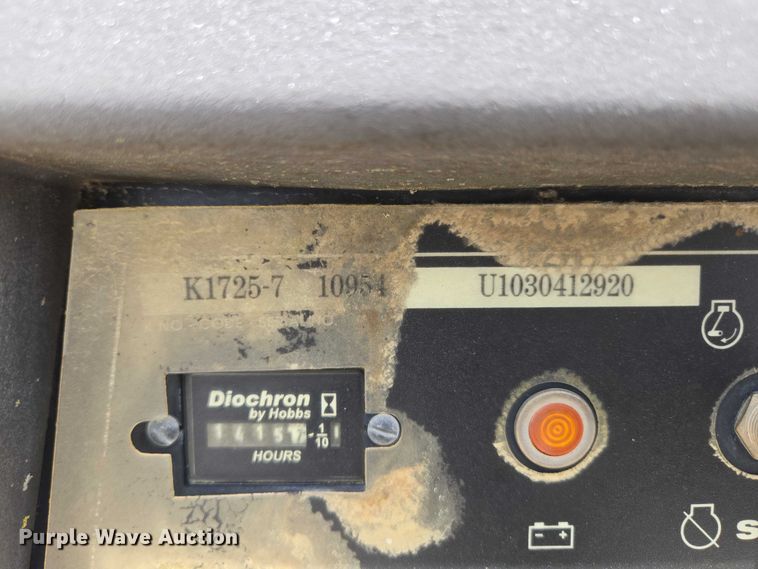 K1725-7 10954 U1030412920
Diochron
by Hobbs
1/10
HOURS
S
Purple Wave Auction